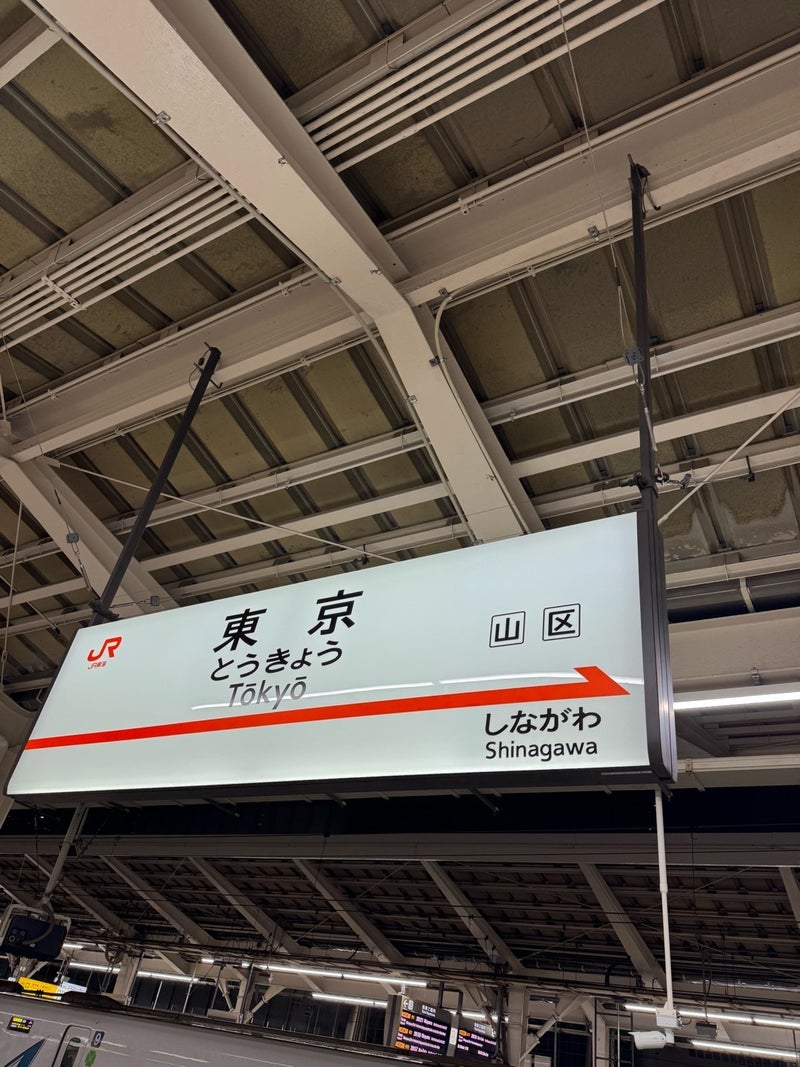 JR
JR東海
東京
とうきょう
Tōkyō
山 区
しながわ
Shinagawa